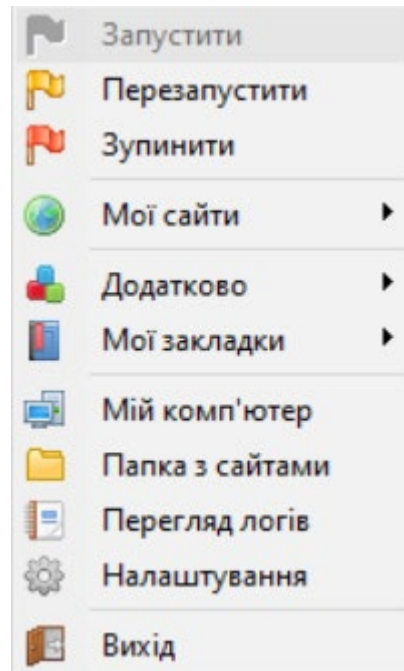 Запустити
Перезапустити
Зупинити
Мої сайти
Додатково
Мої закладки
Мій комп'ютер
Папка з сайтами
Перегляд логів
Налаштування
Вихід